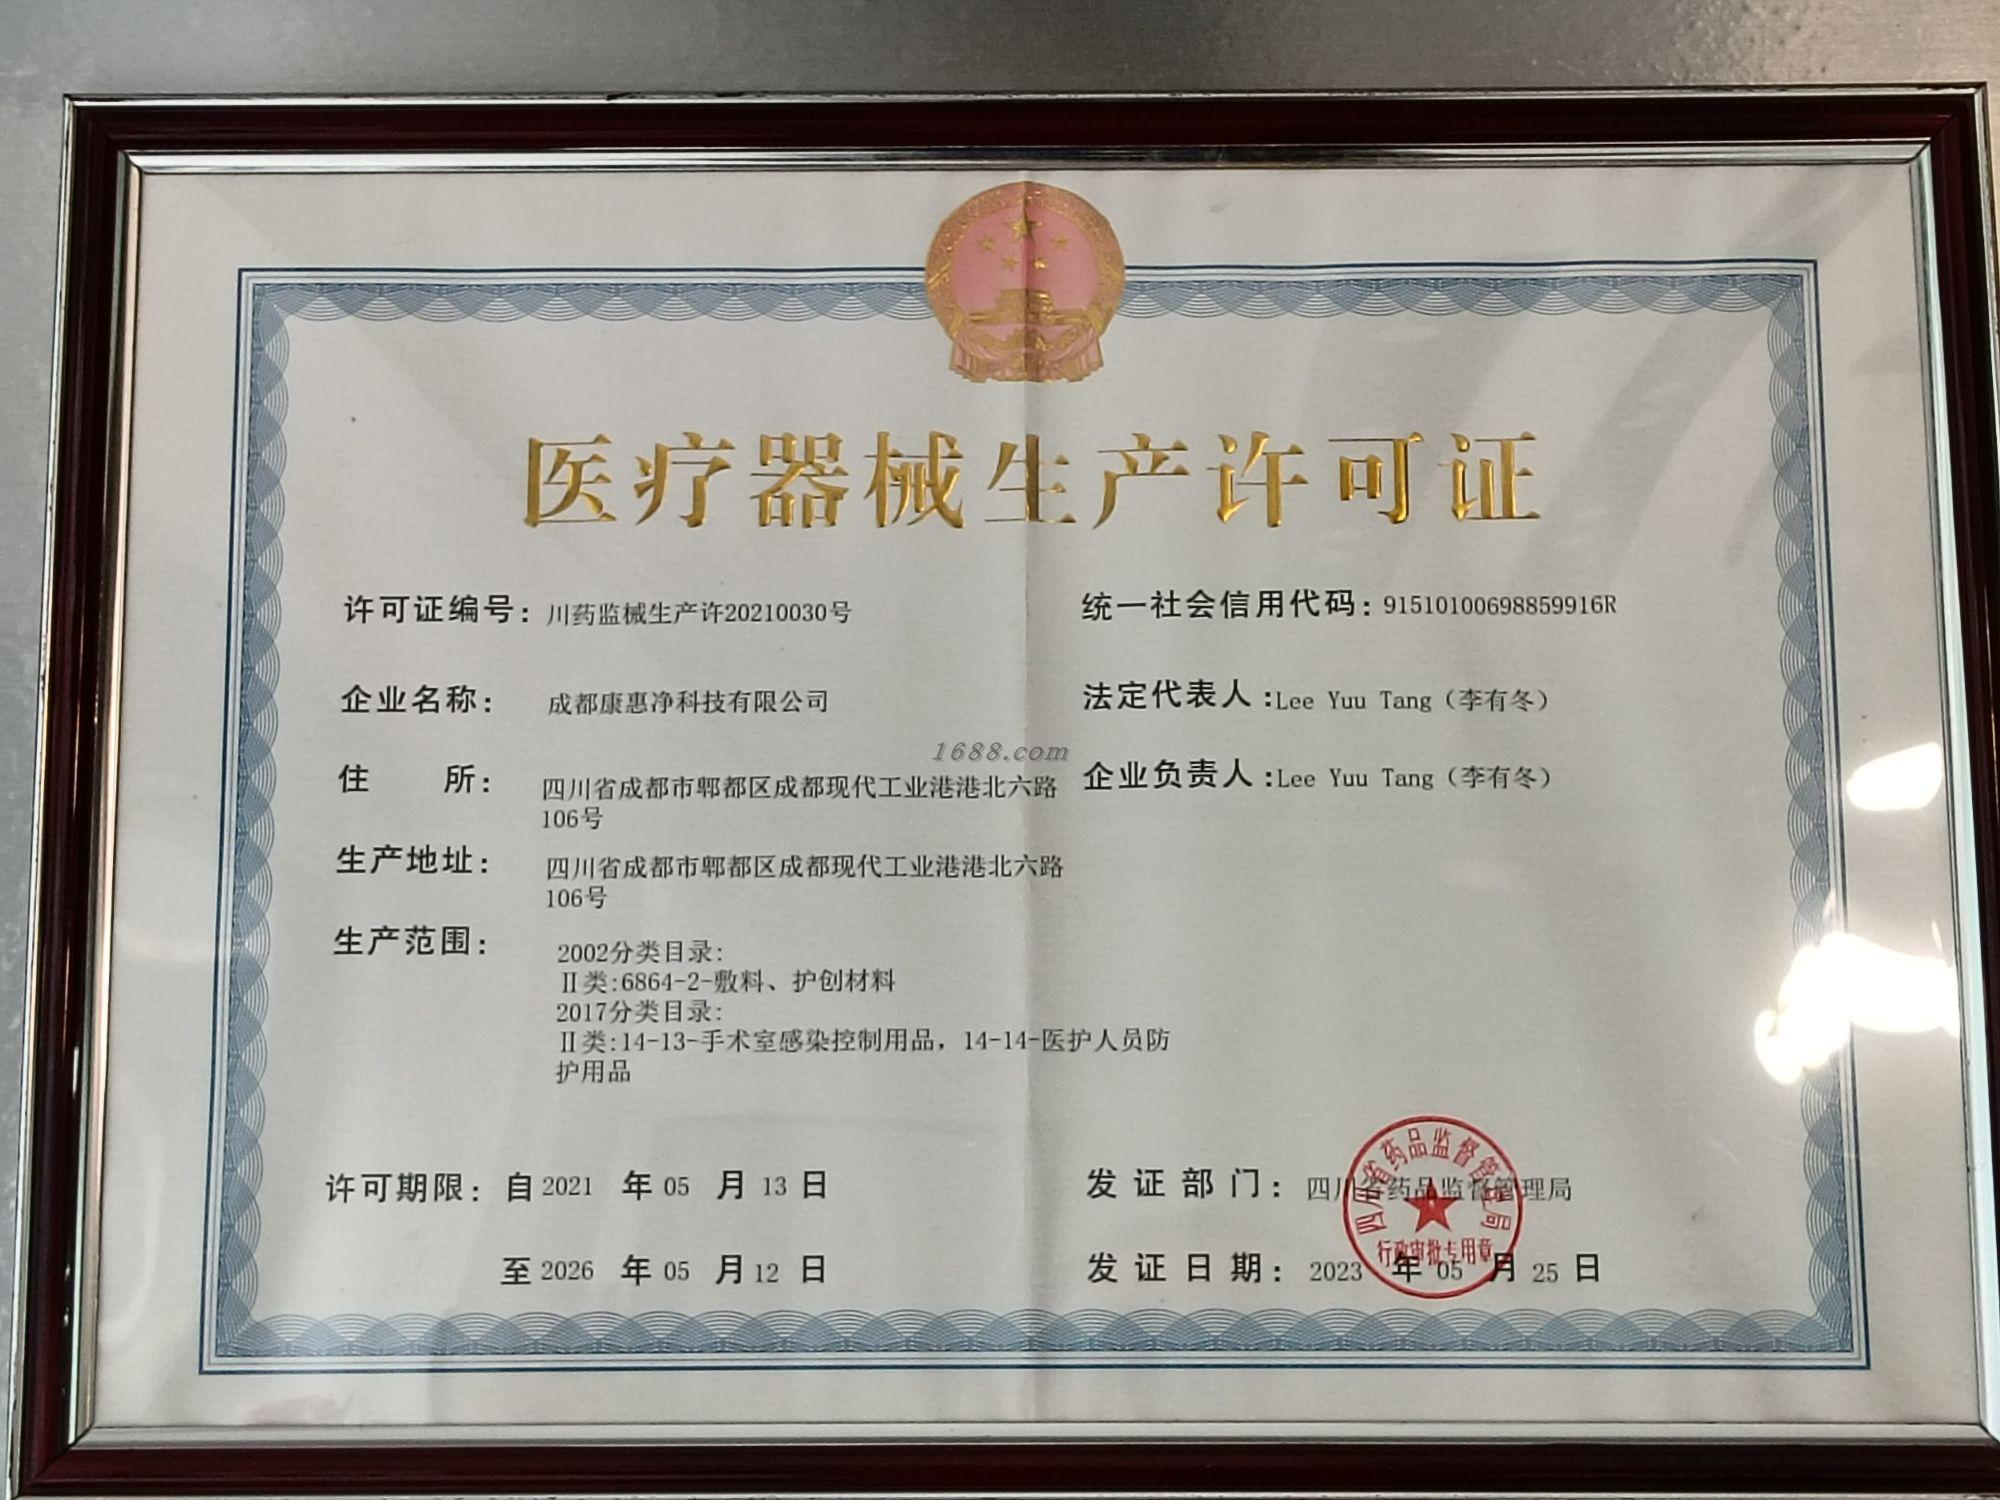 医疗器械生产许可证
许可证编号：川药监械生产许20210030号
统一社会信用代码：91510100698859916R
企业名称：成都康惠净科技有限公司
法定代表人：Lee Yuu Tang（李有冬）
1688.com
住所：四川省成都市郫都区成都现代工业港港北六路
106号
企业负责人：Lee Yuu Tang（李有冬）
生产地址：四川省成都市郫都区成都现代工业港港北六路
106号
生产范围：2002分类目录:
Ⅱ类:6864-2-敷料、护创材料
2017分类目录:
Ⅱ类:14-13-手术室感染控制用品，14-14-医护人员防
护用品
许可期限：自2021年05月13日
至2026年05月12日
发证部门：四川省药品监督管理局
发证日期：2023年05月25日
四川省药品监督管理局
行政审批专用章